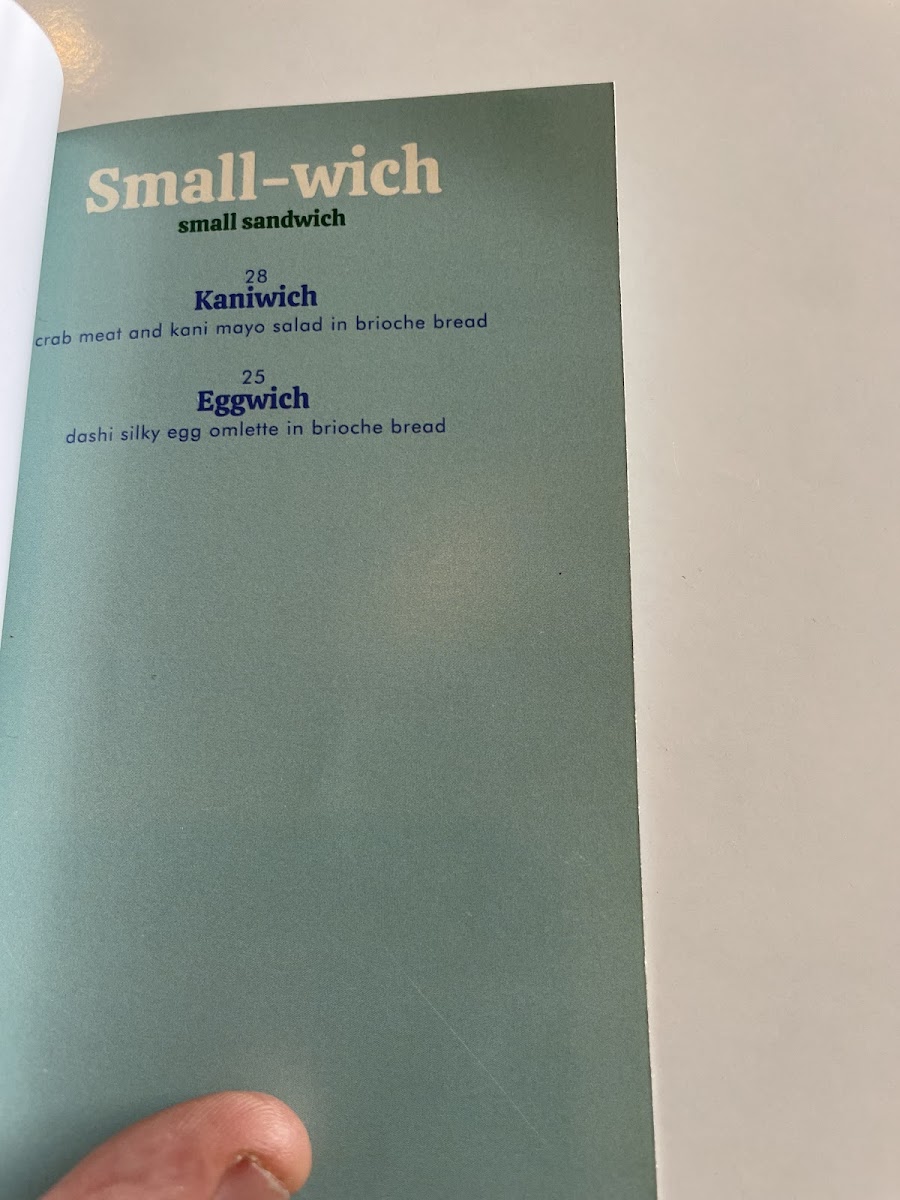 Small-wich
small sandwich
28
Kaniwich
crab meat and kani mayo salad in brioche bread
25
Eggwich
dashi silky egg omlette in brioche bread